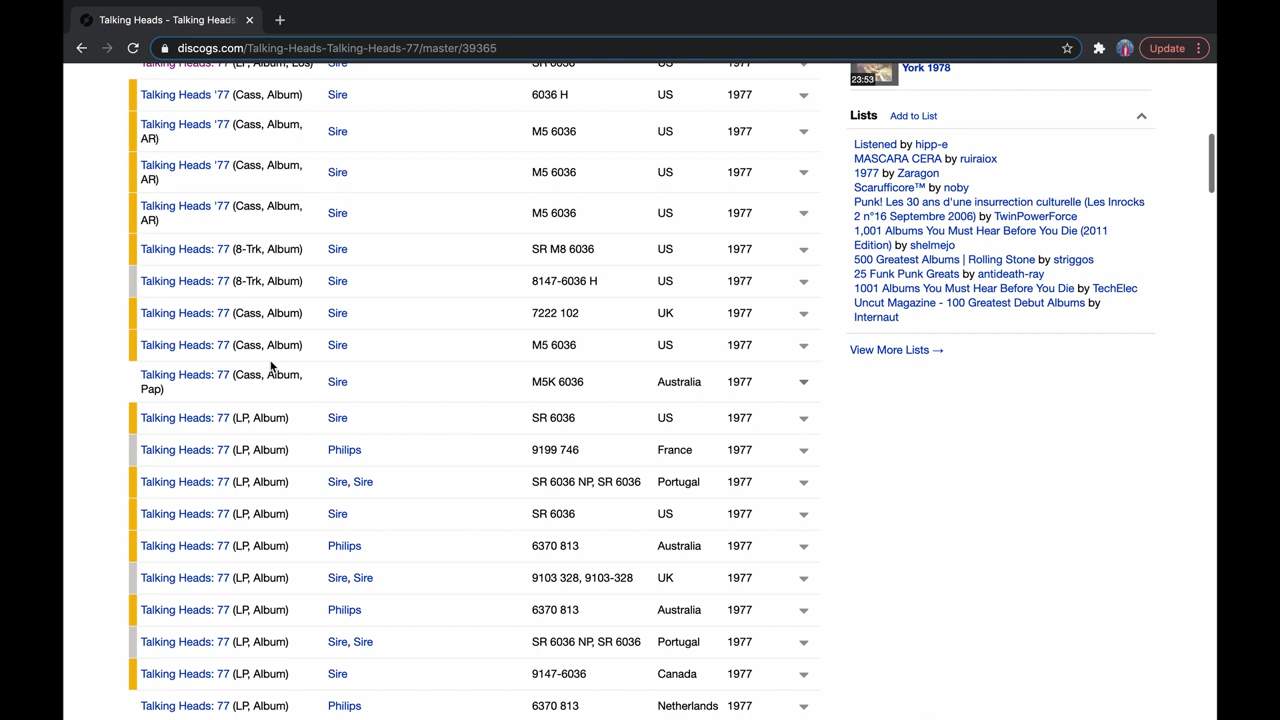 Talking Heads - Talking Heads:
discogs.com/Talking-Heads-Talking-Heads-77/master/39365
Update
Talking Heads: 77 (LP, Album, Los) Sire SR 6036 US 1977
Talking Heads '77 (Cass, Album) Sire 6036 H US 1977
Talking Heads '77 (Cass, Album,
AR) Sire M5 6036 US 1977
Talking Heads '77 (Cass, Album,
AR) Sire M5 6036 US 1977
Talking Heads '77 (Cass, Album,
AR) Sire M5 6036 US 1977
Talking Heads: 77 (8-Trk, Album) Sire SR M8 6036 US 1977
Talking Heads: 77 (8-Trk, Album) Sire 8147-6036 H US 1977
Talking Heads: 77 (Cass, Album) Sire 7222 102 UK 1977
Talking Heads: 77 (Cass, Album) Sire M5 6036 US 1977
Talking Heads: 77 (Cass, Album,
Pap) Sire M5K 6036 Australia 1977
Talking Heads: 77 (LP, Album) Sire SR 6036 US 1977
Talking Heads: 77 (LP, Album) Philips 9199 746 France 1977
Talking Heads: 77 (LP, Album) Sire, Sire SR 6036 NP, SR 6036 Portugal 1977
Talking Heads: 77 (LP, Album) Sire SR 6036 US 1977
Talking Heads: 77 (LP, Album) Philips 6370 813 Australia 1977
Talking Heads: 77 (LP, Album) Sire, Sire 9103 328, 9103-328 UK 1977
Talking Heads: 77 (LP, Album) Philips 6370 813 Australia 1977
Talking Heads: 77 (LP, Album) Sire, Sire SR 6036 NP, SR 6036 Portugal 1977
Talking Heads: 77 (LP, Album) Sire 9147-6036 Canada 1977
Talking Heads: 77 (LP, Album) Philips 6370 813 Netherlands 1977
York 1978
23:53
Lists Add to List
Listened by hipp-e
MASCARA CERA by ruiraiox
1977 by Zaragon
Scarufficore™ by noby
Punk! Les 30 ans d'une insurrection culturelle (Les Inrocks
2 n°16 Septembre 2006) by TwinPowerForce
1,001 Albums You Must Hear Before You Die (2011
Edition) by shelmejo
500 Greatest Albums | Rolling Stone by striggos
25 Funk Punk Greats by antideath-ray
1001 Albums You Must Hear Before You Die by TechElec
Uncut Magazine - 100 Greatest Debut Albums by
Internaut
View More Lists →